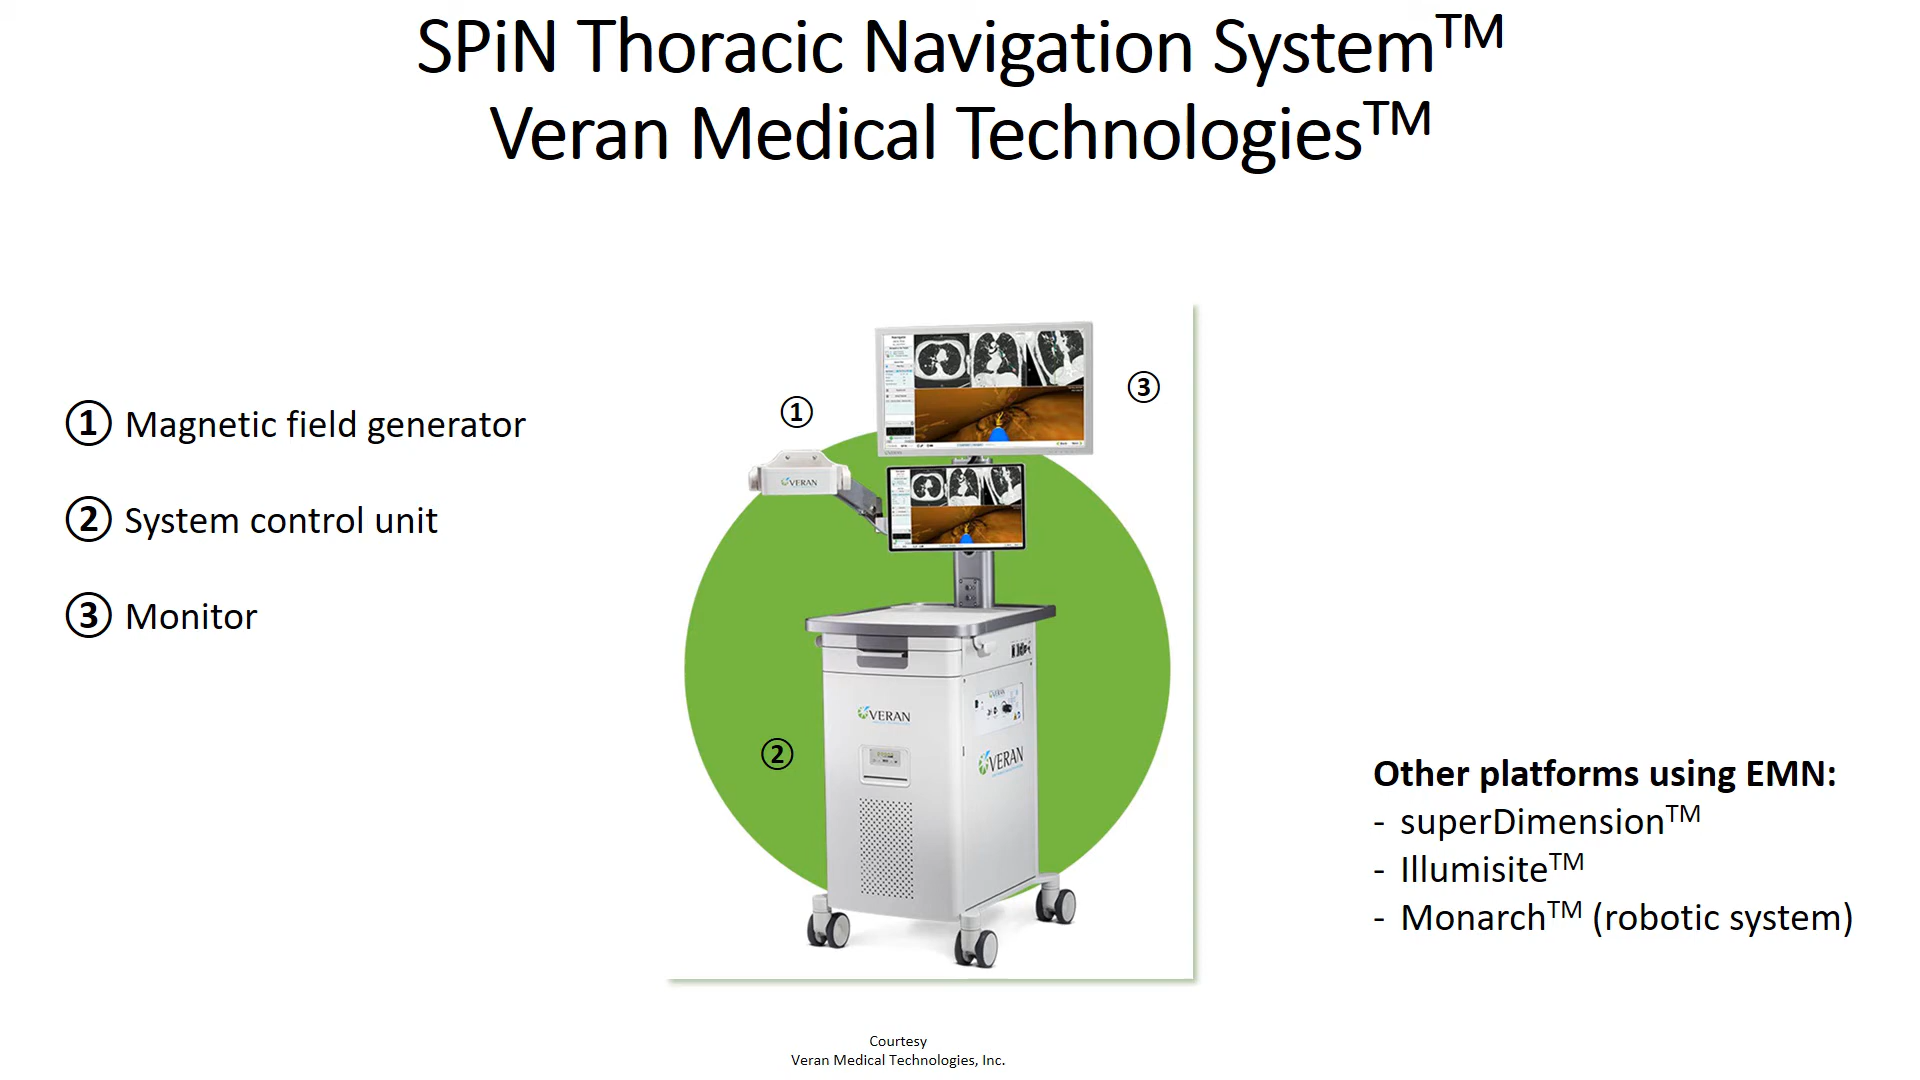 SPiN Thoracic Navigation System™
Veran Medical Technologies™
① Magnetic field generator
② System control unit
③ Monitor
①
③
VERAN
②
VERAN
VERAN
VERAN
Other platforms using EMN:
- superDimension™
- Illumisite™
- Monarch™ (robotic system)
Courtesy
Veran Medical Technologies, Inc.